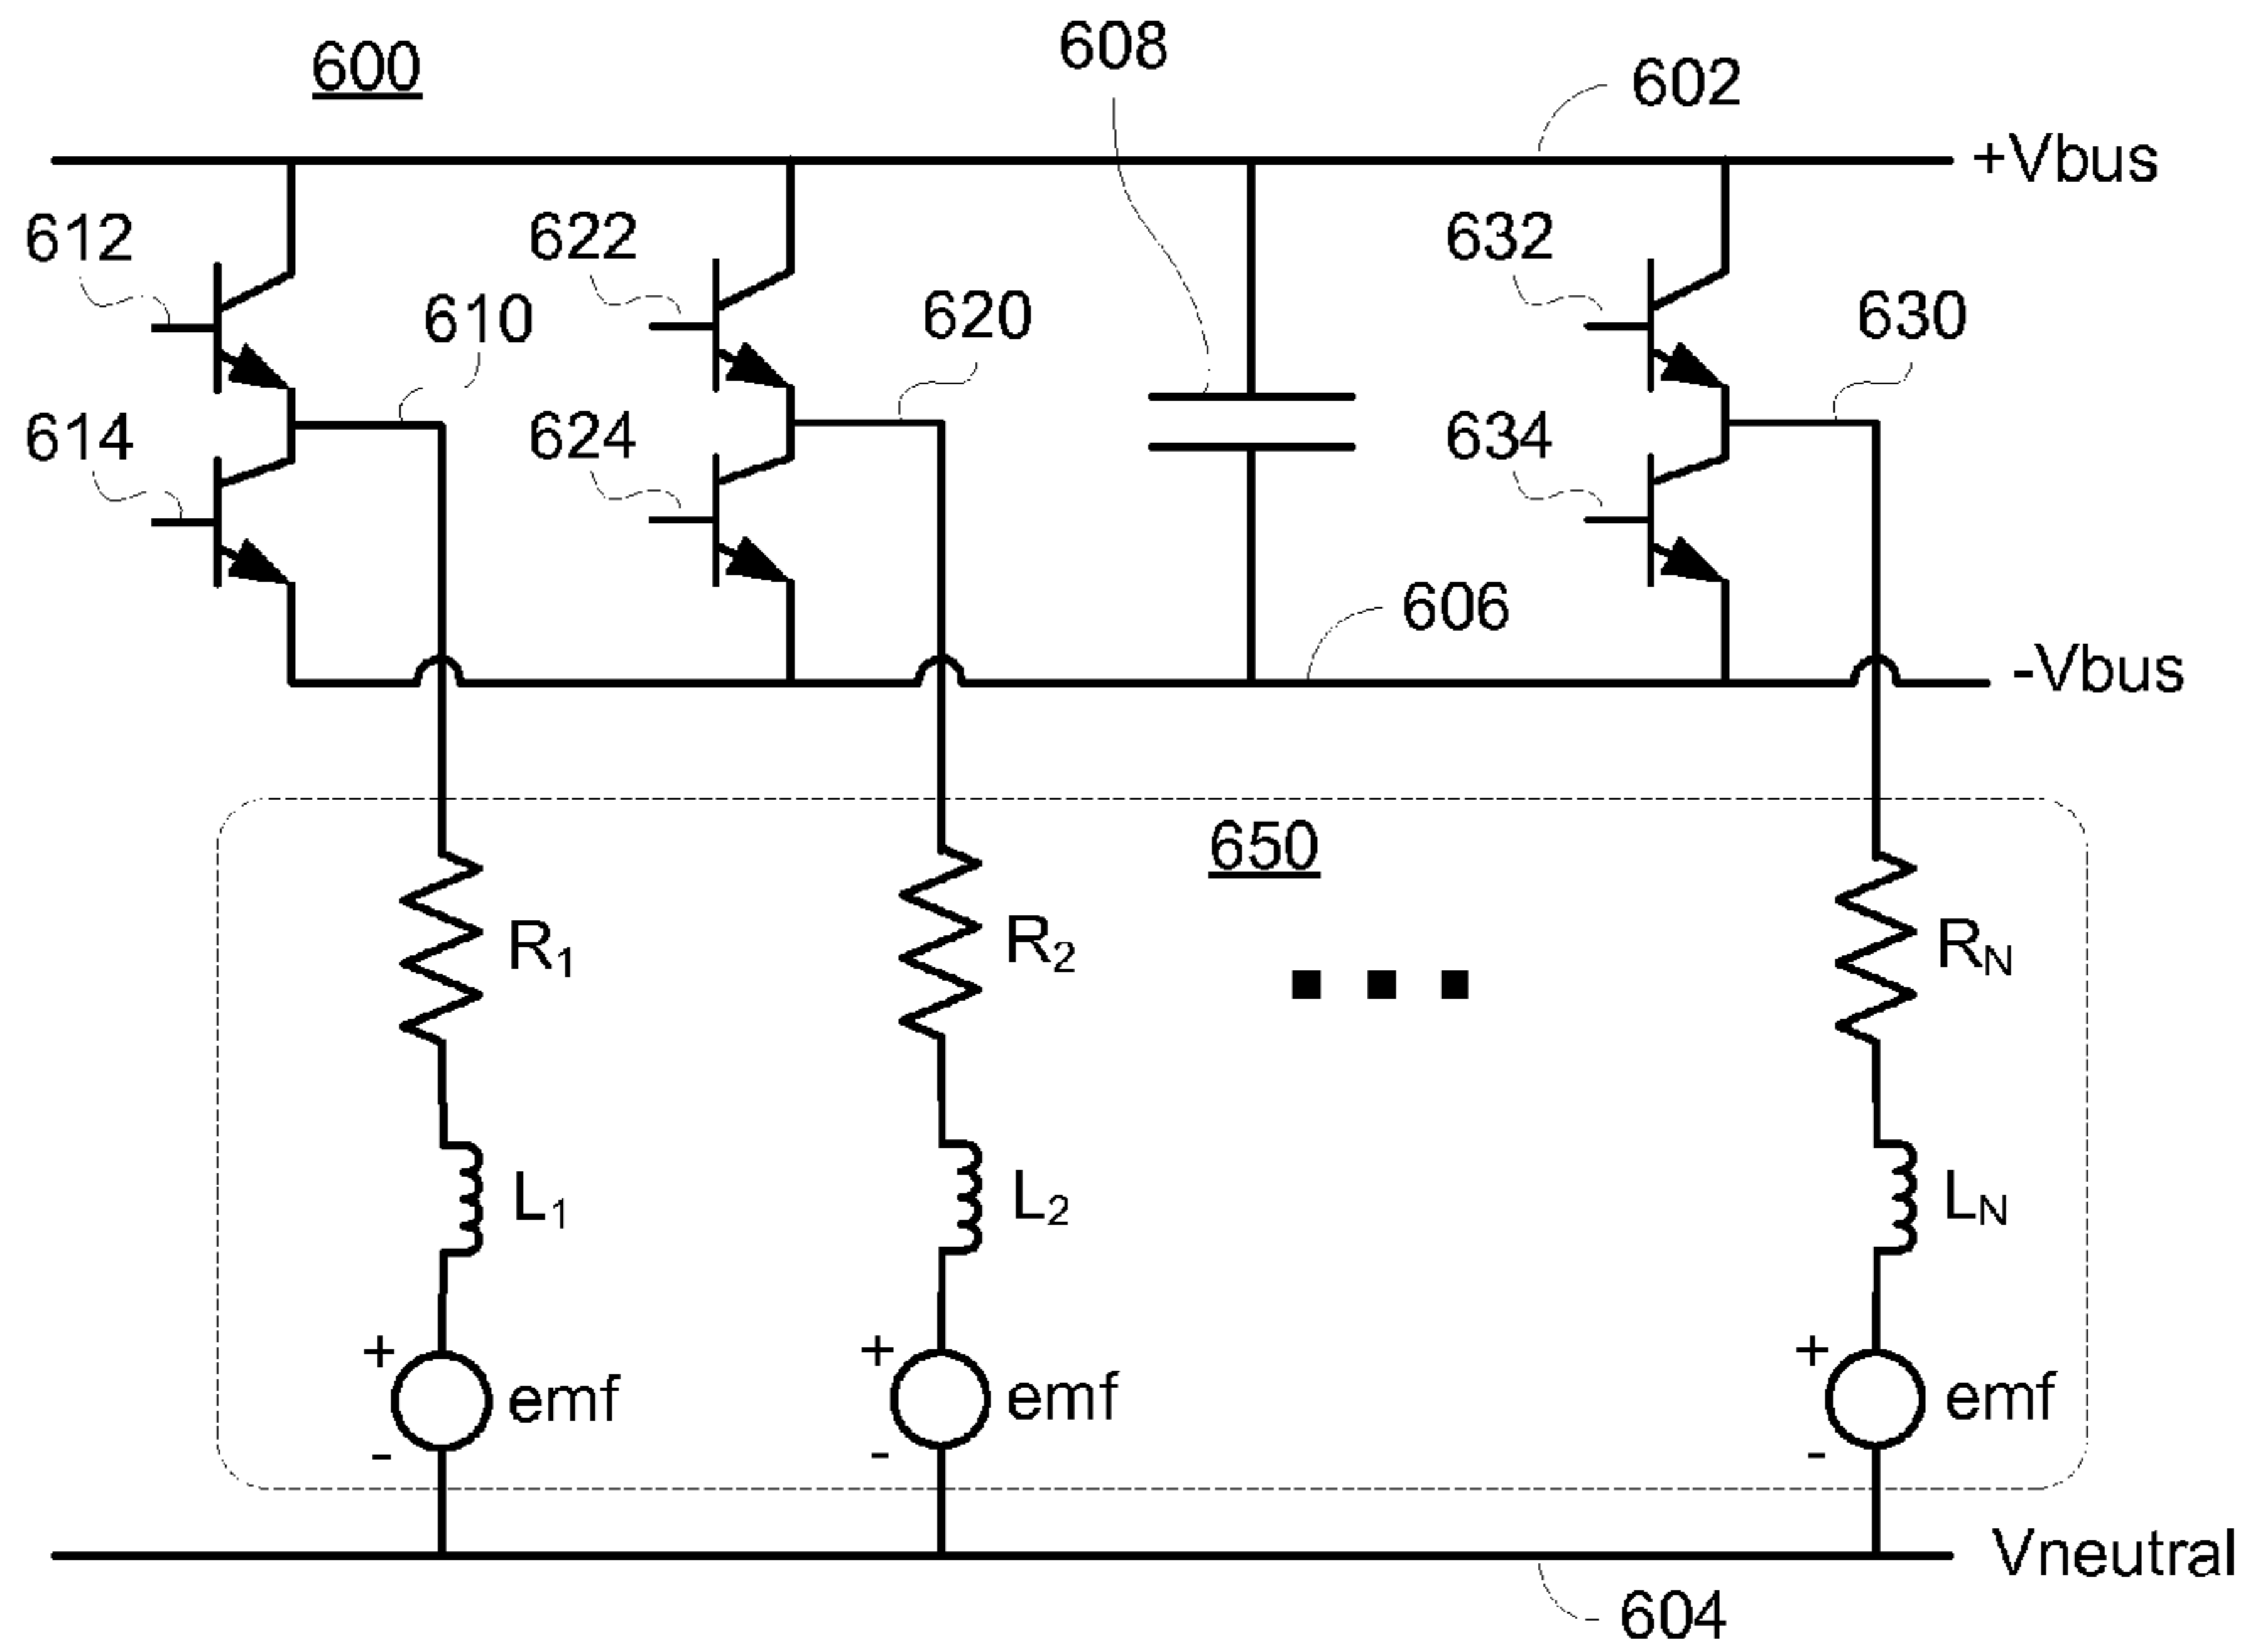 600
608
602
+Vbus
612
610
622
620
632
630
614
624
634
606
-Vbus
650
R1
R2
RN
L1
L2
LN
+
emf
-
+
emf
-
+
emf
-
Vneutral
604